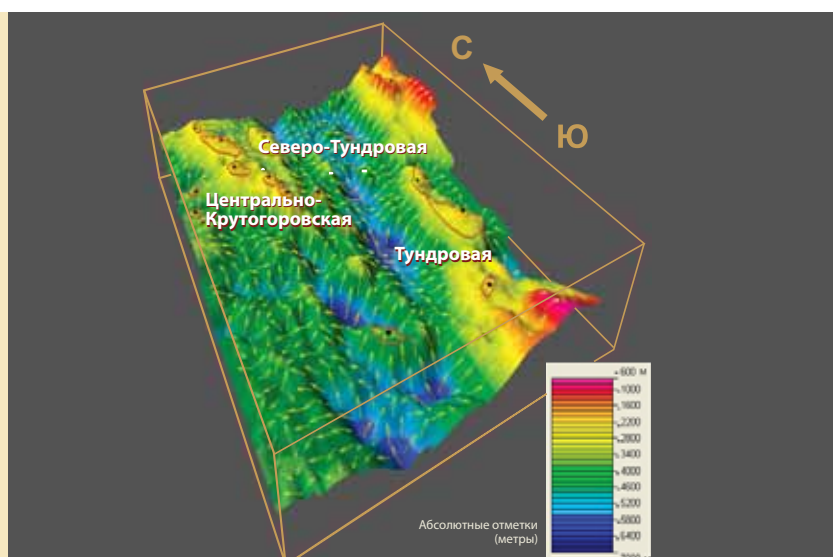 С
Ю
Северо-Тундровая
Центрально-
Крутогоровская
Тундровая
-600 м
-1000
-1600
-2200
-2800
-3400
-4000
-4600
-5200
-5800
-6400
Абсолютные отметки
(метры)